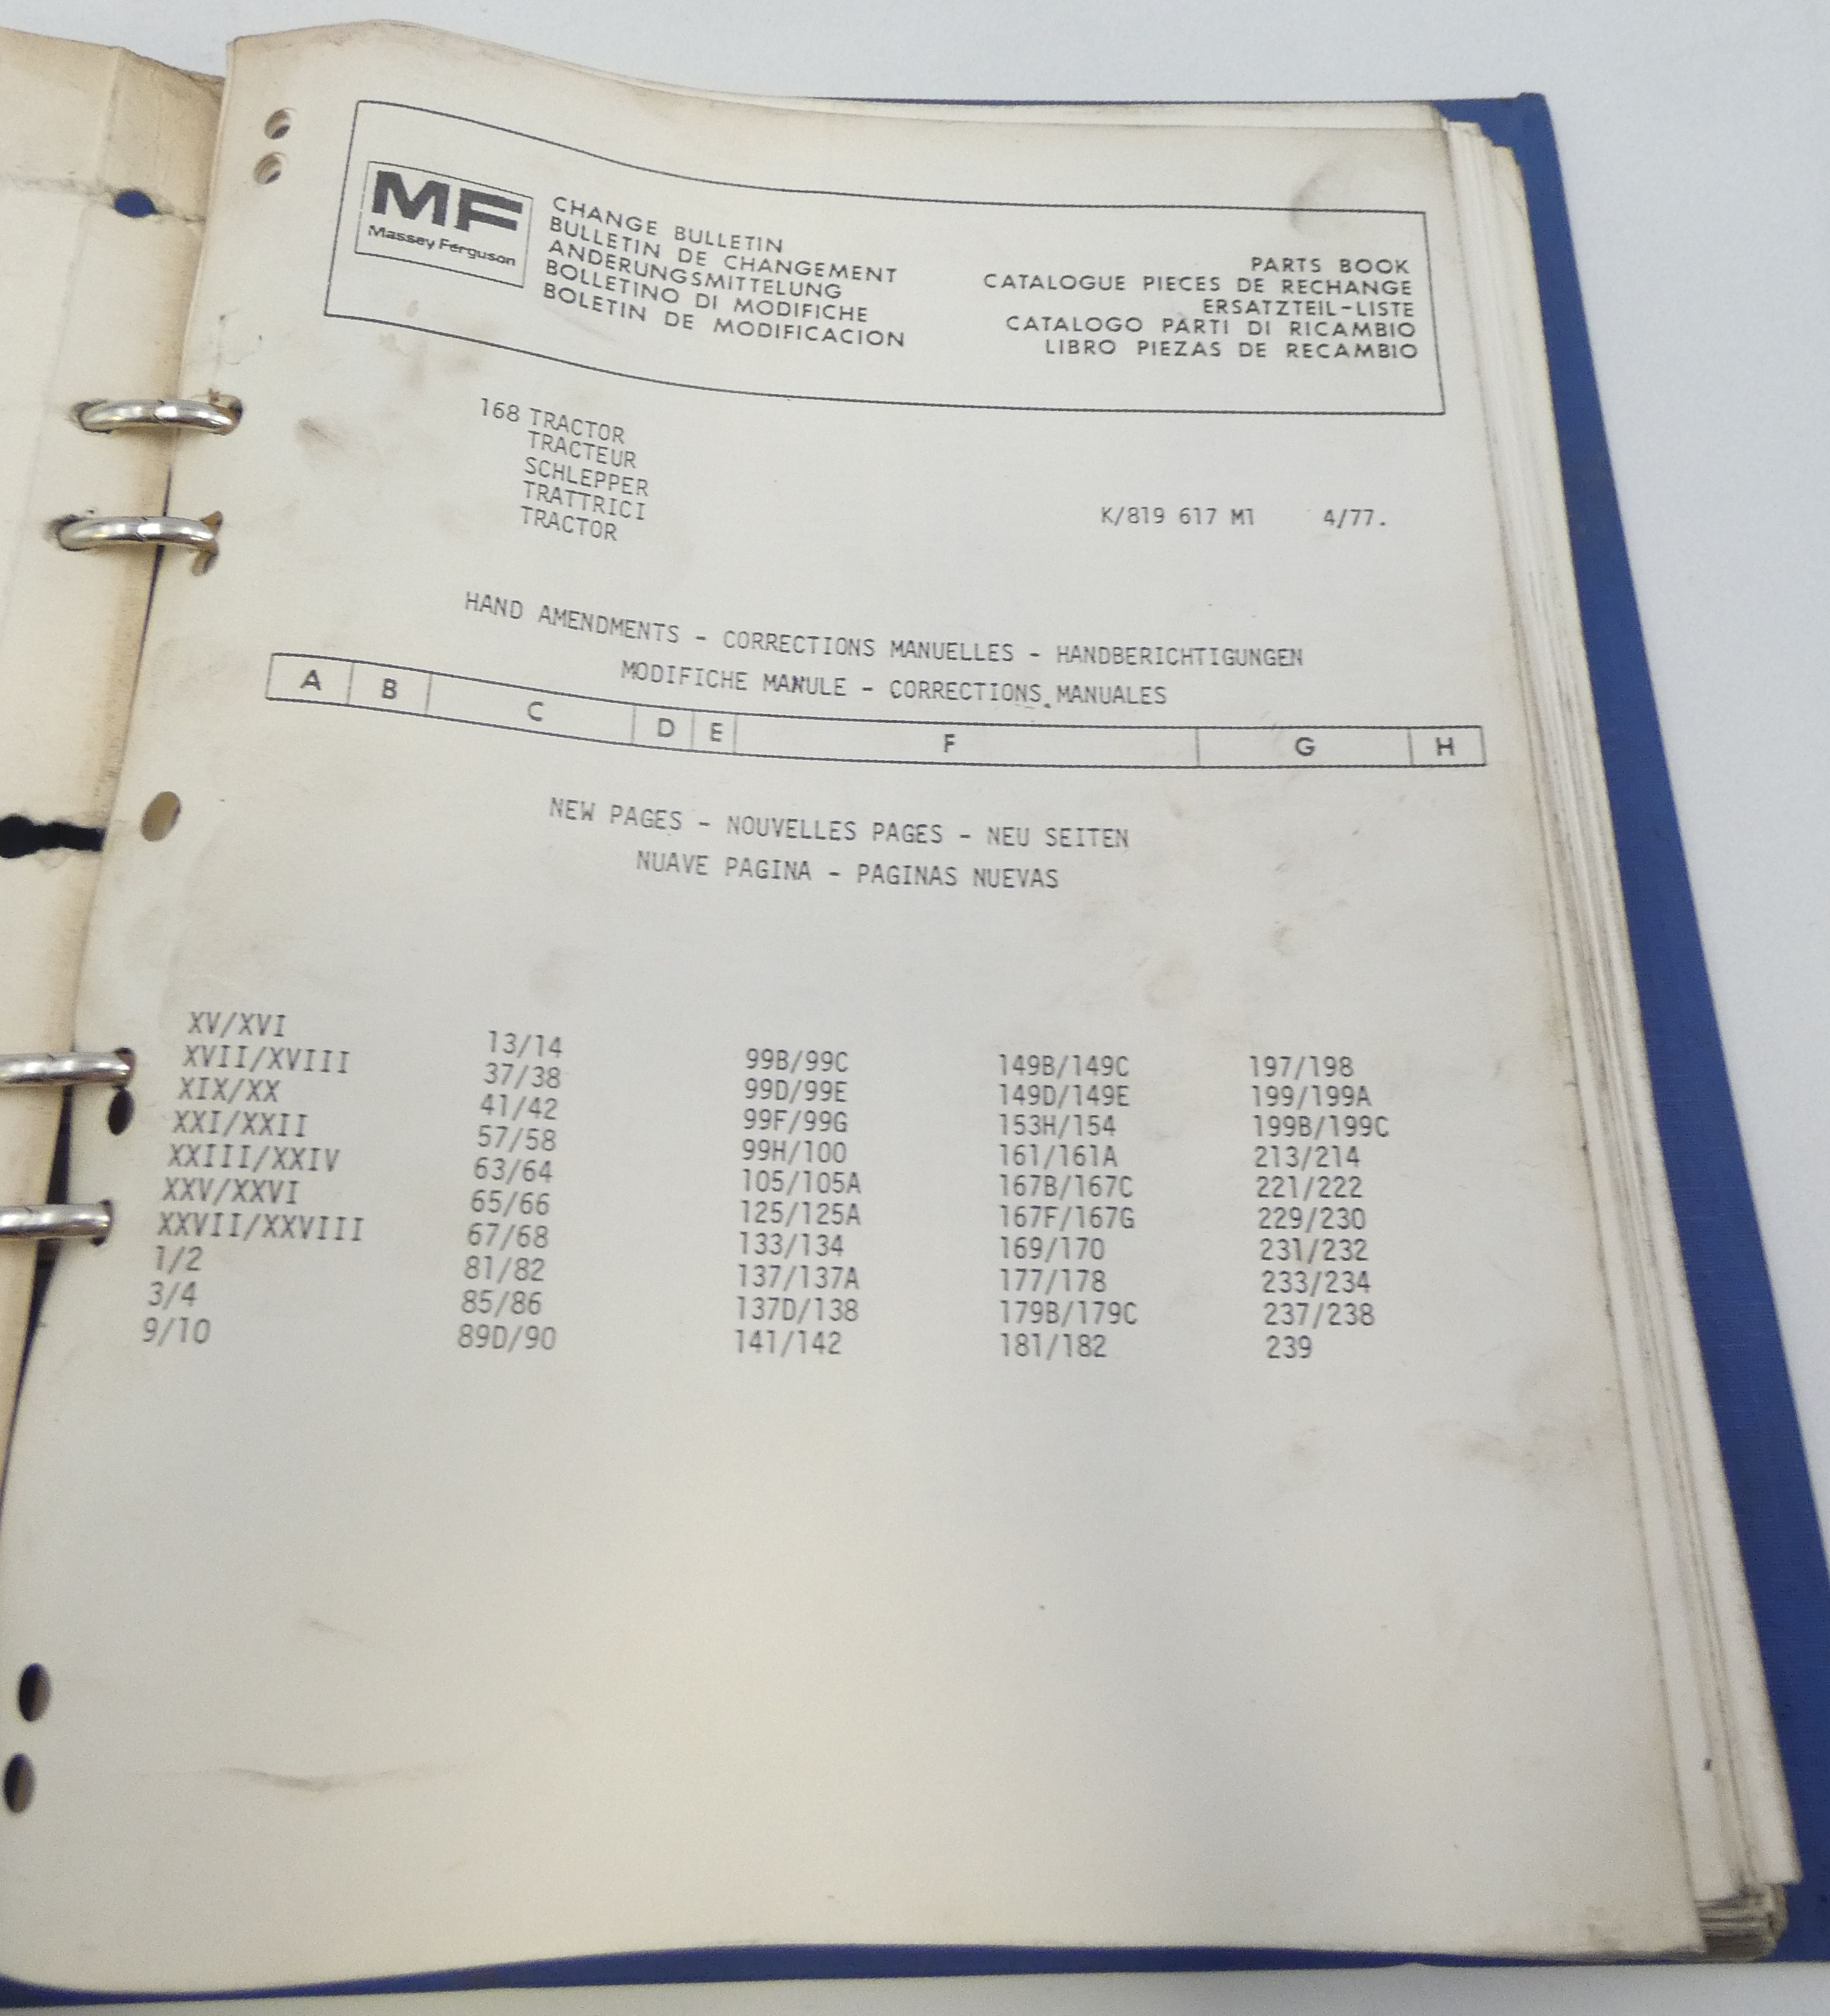 MF
Massey Ferguson
CHANGE BULLETIN
BULLETIN DE CHANGEMENT
ANDERUNGSMITTELUNG
BOLLETINO DI MODIFICHE
BOLETIN DE MODIFICACION
PARTS BOOK
CATALOGUE PIECES DE RECHANGE
ERSATZTEIL-LISTE
CATALOGO PARTI DI RICAMBIO
LIBRO PIEZAS DE RECAMBIO
168 TRACTOR
TRACTEUR
SCHLEPPER
TRATTRICI
TRACTOR
K/819 617 M1 4/77.
HAND AMENDMENTS - CORRECTIONS MANUELLES - HANDBERICHTIGUNGEN
MODIFICHE MANULE - CORRECTIONS MANUALES
A B C D E F G H
NEW PAGES - NOUVELLES PAGES - NEU SEITEN
NUAVE PAGINA - PAGINAS NUEVAS
XV/XVI 13/14 99B/99C 149B/149C 197/198
XVII/XVIII 37/38 99D/99E 149D/149E 199/199A
XIX/XX 41/42 99F/99G 153H/154 199B/199C
XXI/XXII 57/58 99H/100 161/161A 213/214
XXIII/XXIV 63/64 105/105A 167B/167C 221/222
XXV/XXVI 65/66 125/125A 167F/167G 229/230
XXVII/XXVIII 67/68 133/134 169/170 231/232
1/2 81/82 137/137A 177/178 233/234
3/4 85/86 137D/138 179B/179C 237/238
9/10 89D/90 141/142 181/182 239